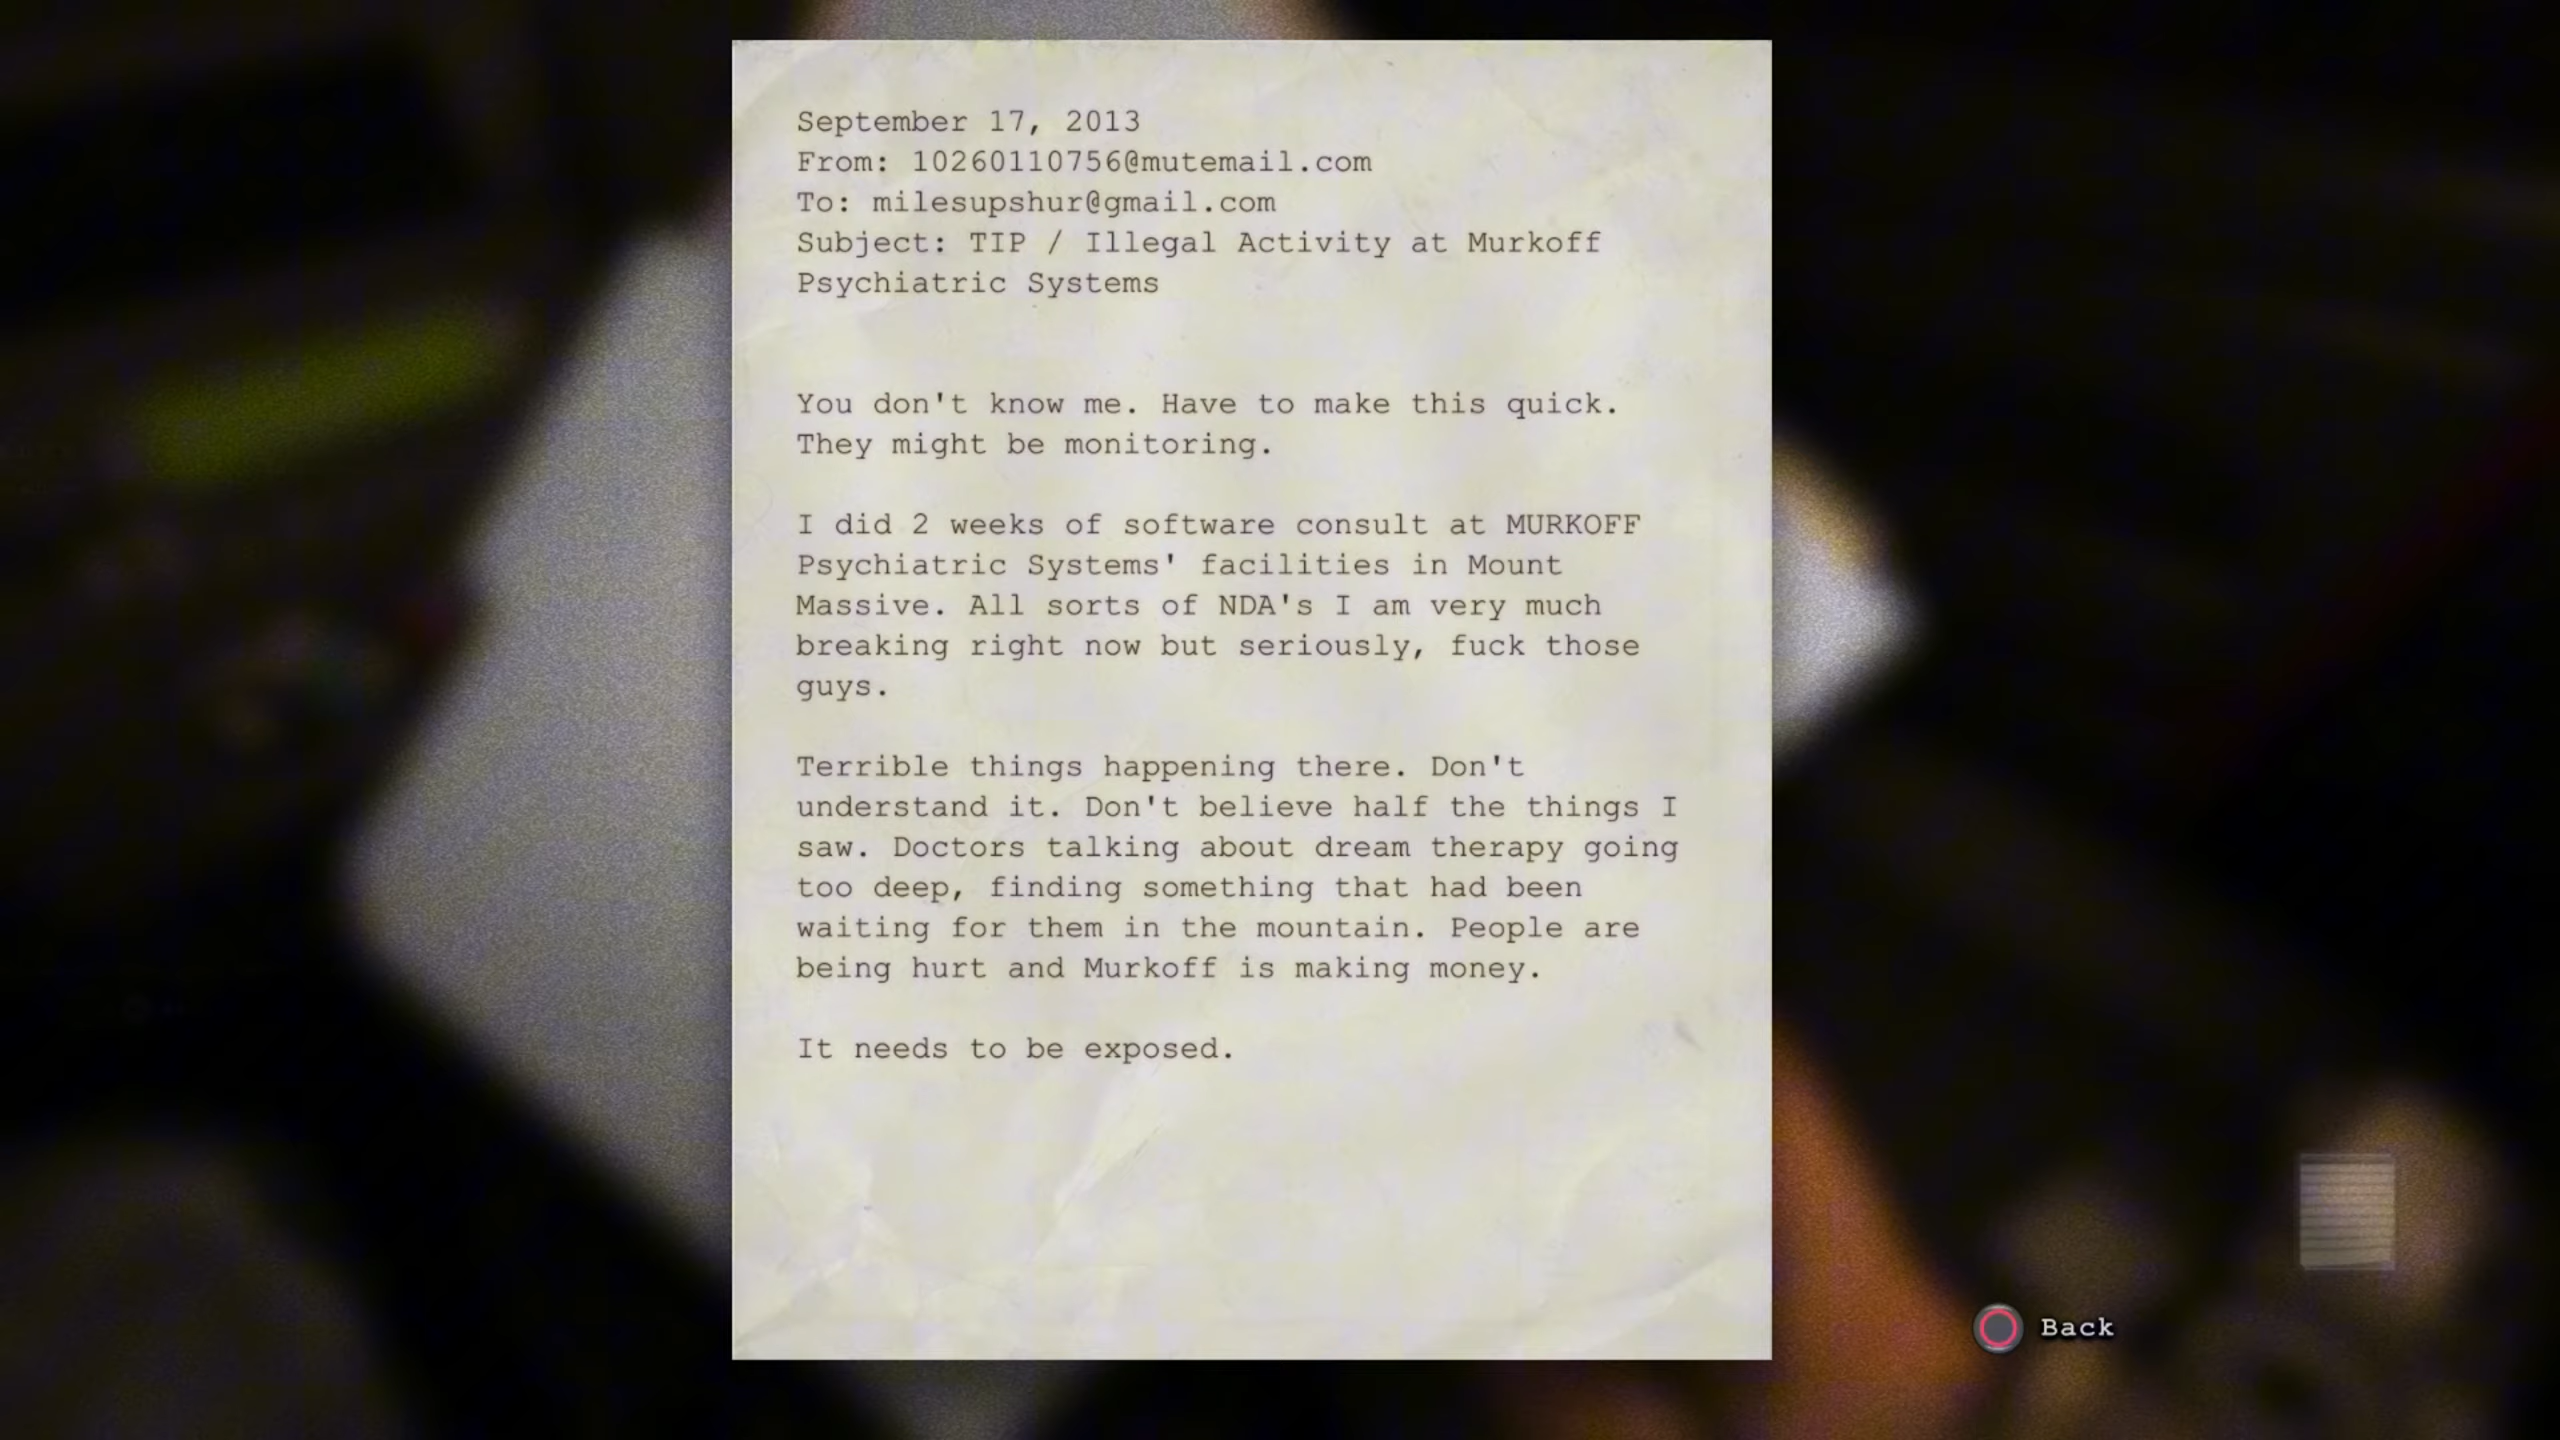 September 17, 2013
From: 10260110756@mutemail.com
To: milesupshur@gmail.com
Subject: TIP / Illegal Activity at Murkoff
Psychiatric Systems
You don't know me. Have to make this quick.
They might be monitoring.
I did 2 weeks of software consult at MURKOFF
Psychiatric Systems' facilities in Mount
Massive. All sorts of NDA's I am very much
breaking right now but seriously, fuck those
guys.
Terrible things happening there. Don't
understand it. Don't believe half the things I
saw. Doctors talking about dream therapy going
too deep, finding something that had been
waiting for them in the mountain. People are
being hurt and Murkoff is making money.
It needs to be exposed.
Back